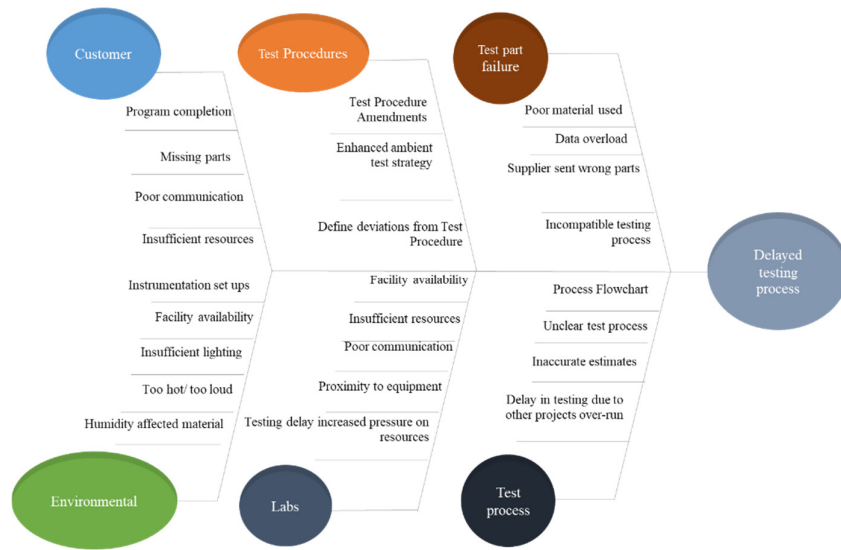 Customer
Test Procedures
Test part
failure
Program completion
Missing parts
Poor communication
Insufficient resources
Test Procedure
Amendments
Enhanced ambient
test strategy
Define deviations from Test
Procedure
Poor material used
Data overload
Supplier sent wrong parts
Incompatible testing
process
Delayed
testing
process
Instrumentation set ups
Facility availability
Insufficient lighting
Too hot/ too loud
Humidity affected material
Facility availability
Insufficient resources
Poor communication
Proximity to equipment
Testing delay increased pressure on
resources
Process Flowchart
Unclear test process
Inaccurate estimates
Delay in testing due to
other projects over-run
Environmental
Labs
Test
process